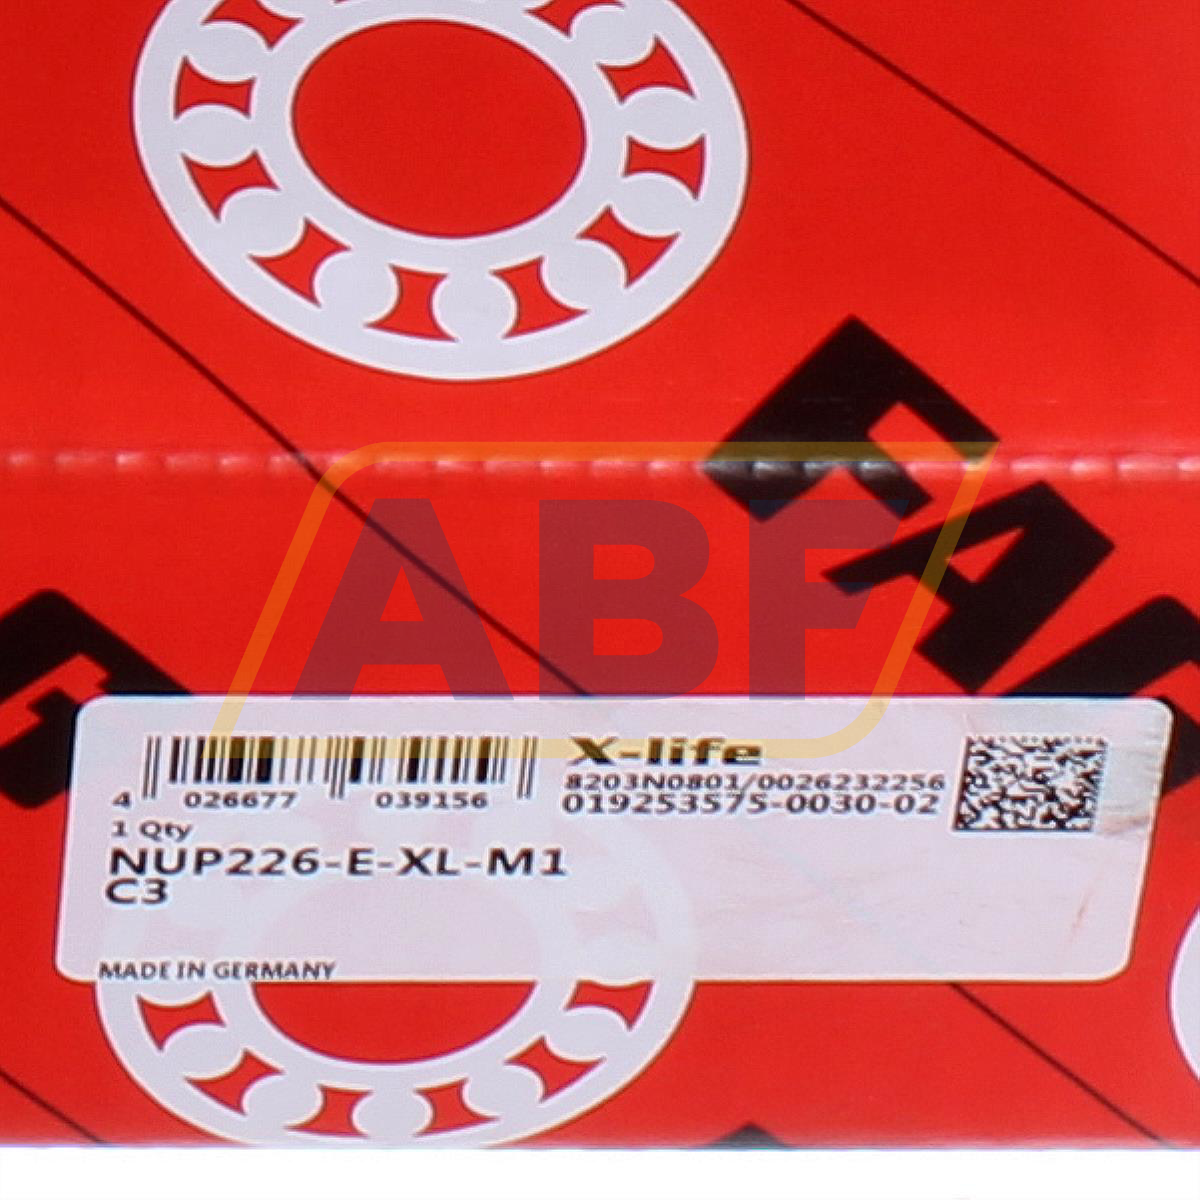 FAG
ABF
G
X-life
8203N0801/0026232256
019253575-0030-02
4 026677 039156
1 Qty
NUP226-E-XL-M1
C3
MADE IN GERMANY